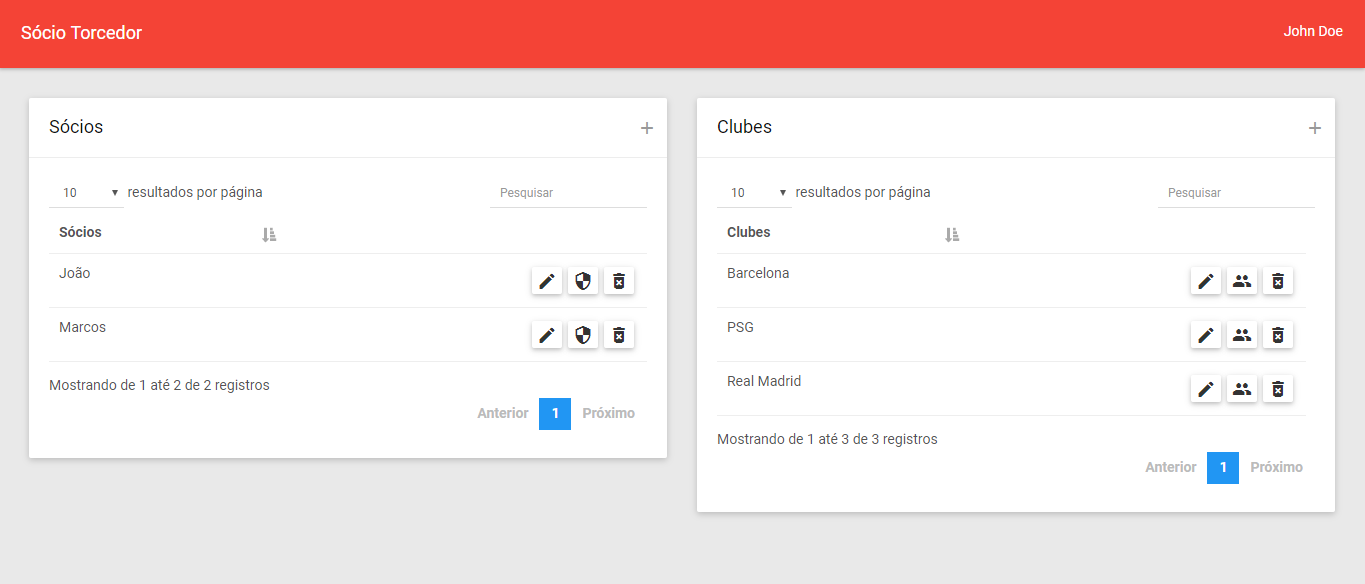 Sócio Torcedor
John Doe
Sócios
10 resultados por página
Pesquisar
Sócios
João
Marcos
Mostrando de 1 até 2 de 2 registros
Anterior 1 Próximo
Clubes
10 resultados por página
Pesquisar
Clubes
Barcelona
PSG
Real Madrid
Mostrando de 1 até 3 de 3 registros
Anterior 1 Próximo